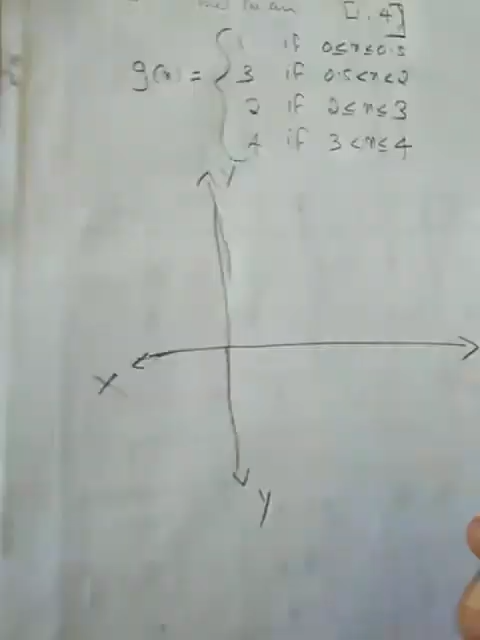 [1, 4]
g(x) = { 1 if 0≤x≤0.5
3 if 0.5<x<2
2 if 2≤x≤3
4 if 3<x≤4
Y
X
Y